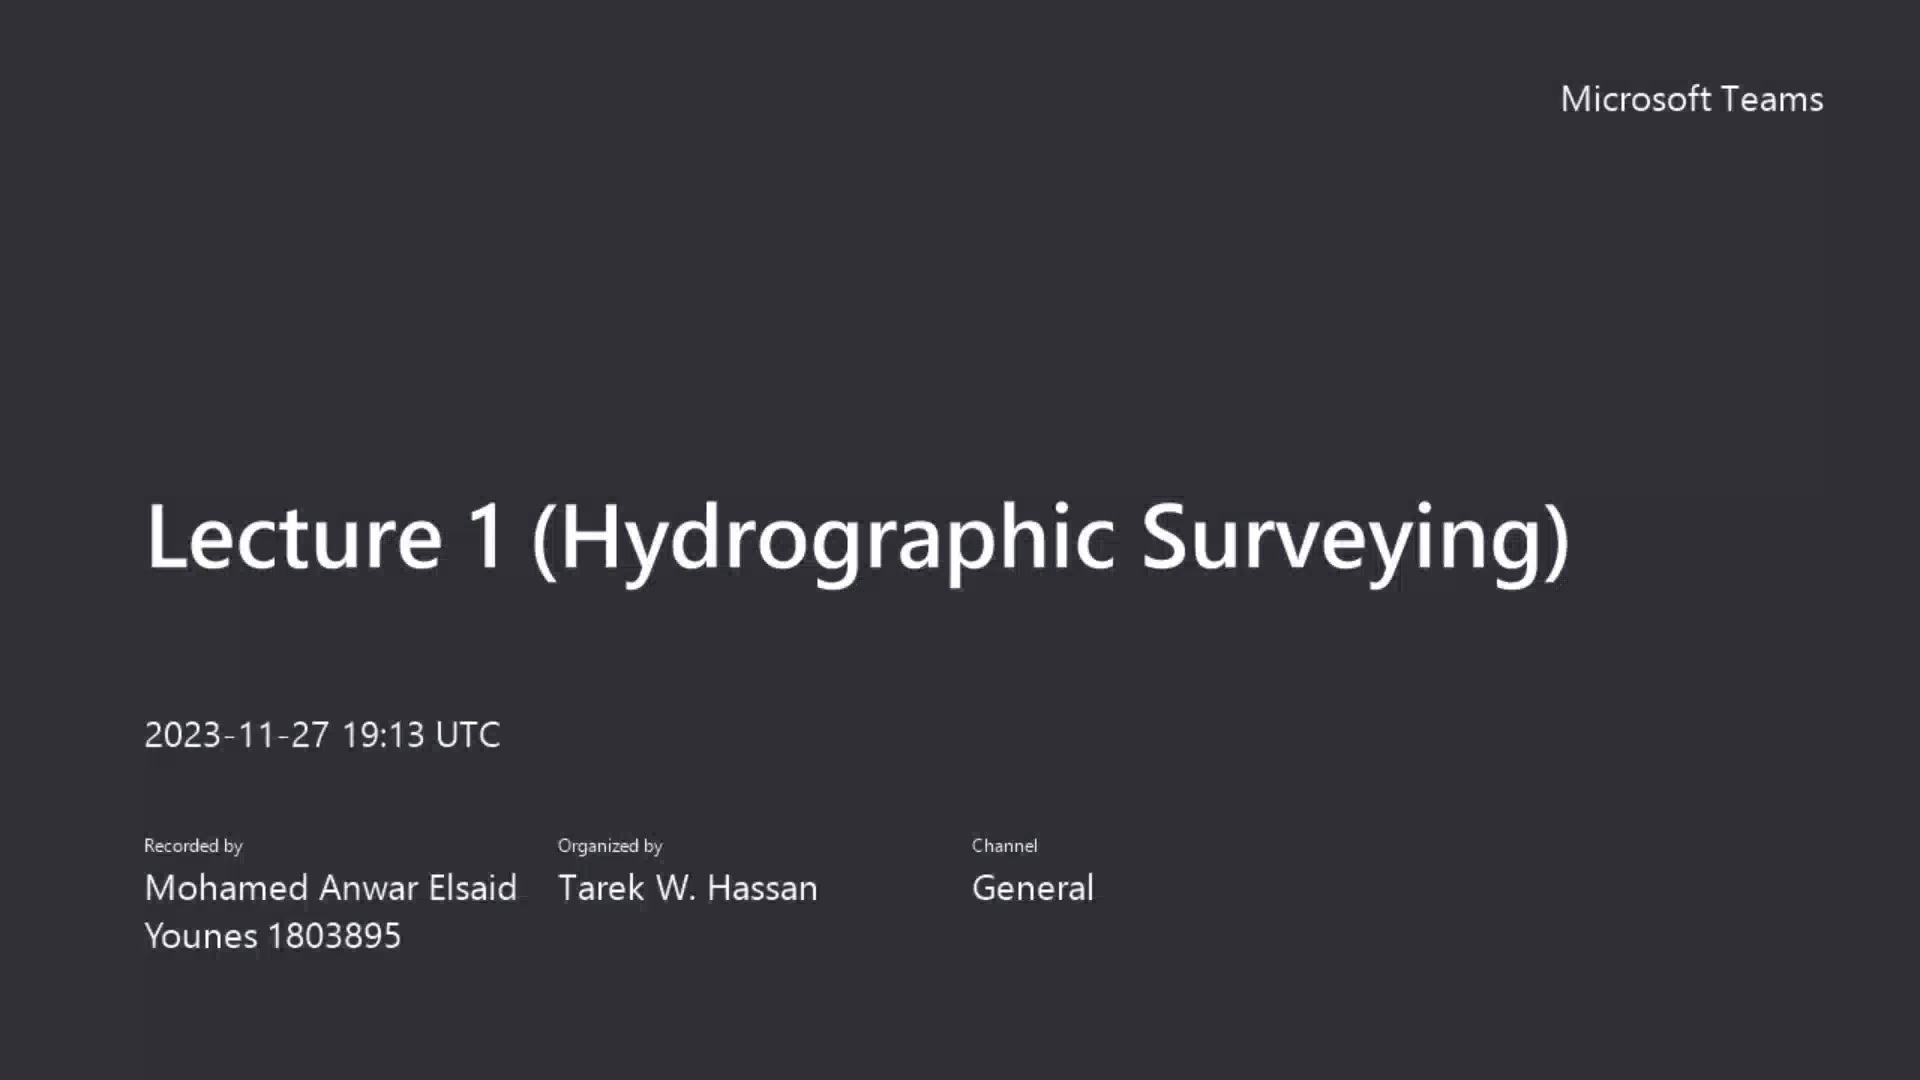 Microsoft Teams
Lecture 1 (Hydrographic Surveying)
2023-11-27 19:13 UTC
Recorded by
Mohamed Anwar Elsaid
Younes 1803895
Organized by
Tarek W. Hassan
Channel
General